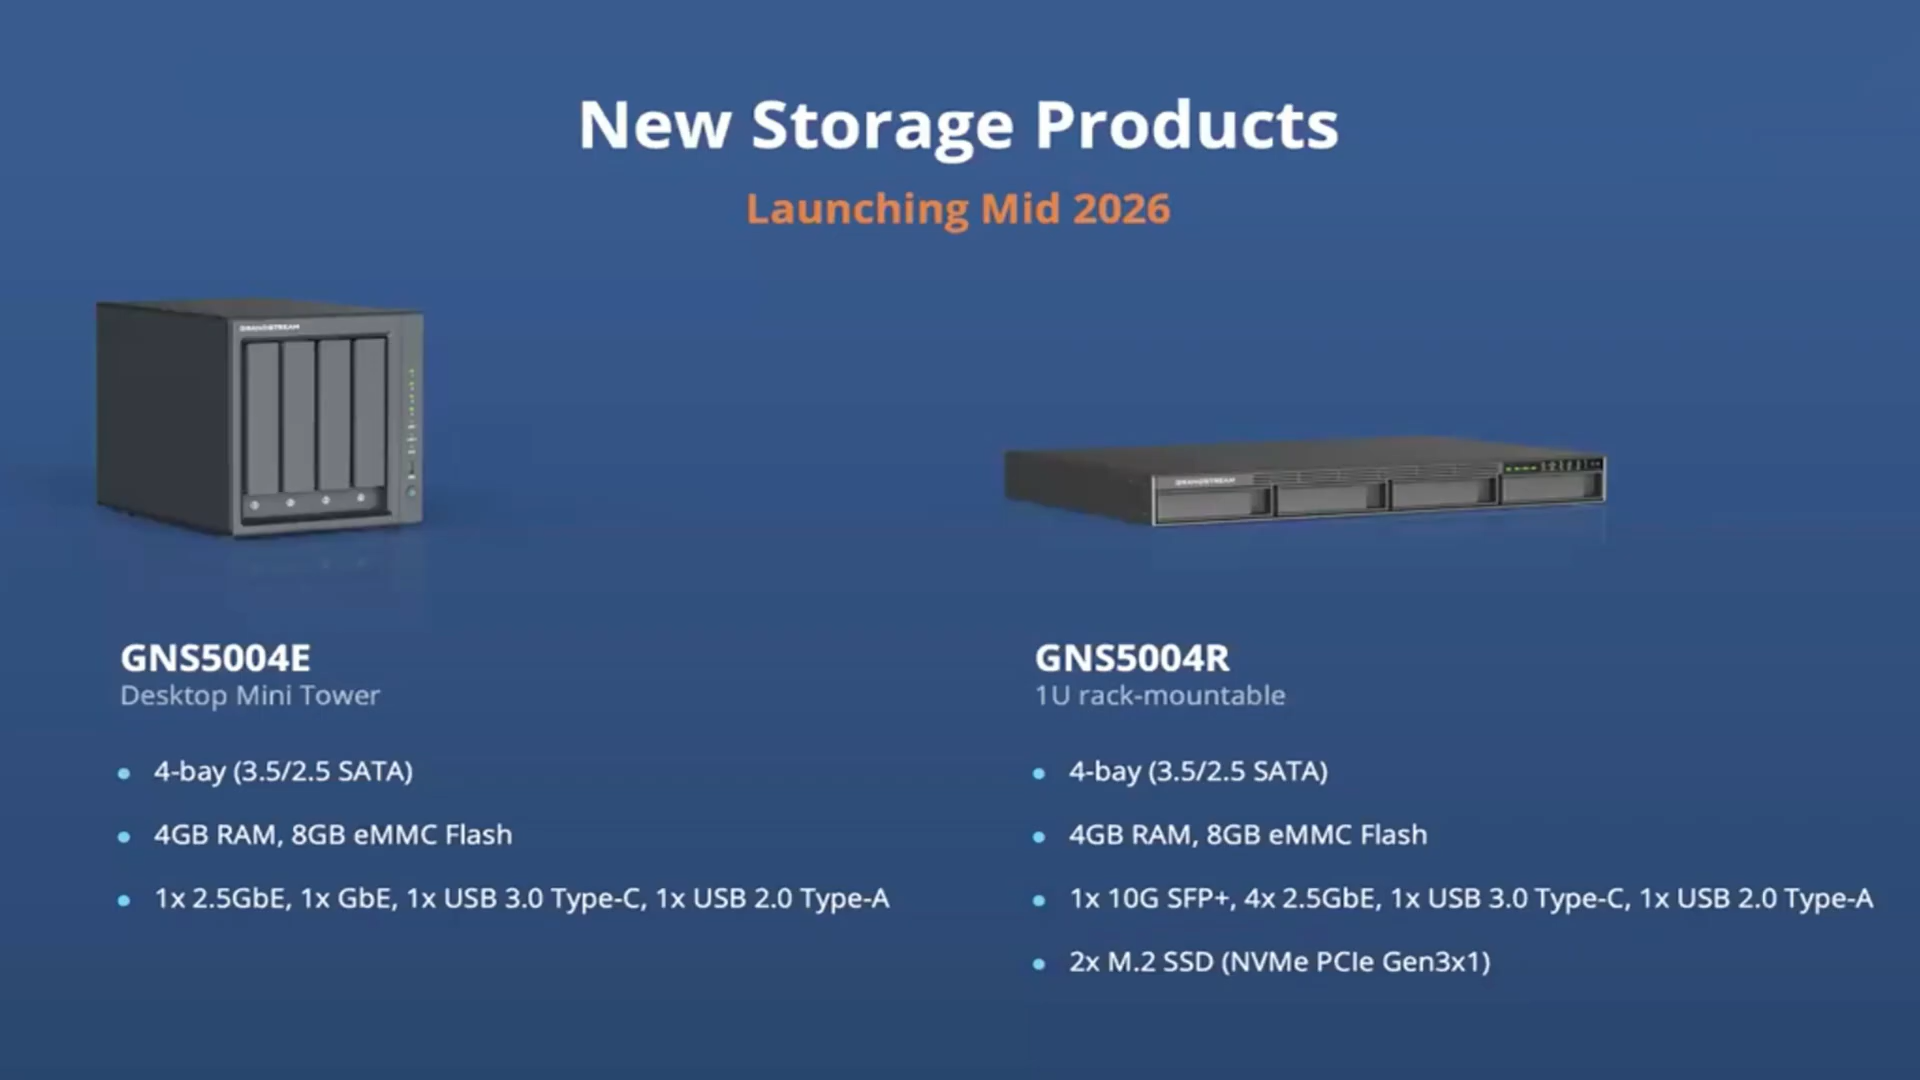 New Storage Products
Launching Mid 2026
GRANDSTREAM
GRANDSTREAM
GNS5004E
Desktop Mini Tower
4-bay (3.5/2.5 SATA)
4GB RAM, 8GB eMMC Flash
1x 2.5GbE, 1x GbE, 1x USB 3.0 Type-C, 1x USB 2.0 Type-A
GNS5004R
1U rack-mountable
4-bay (3.5/2.5 SATA)
4GB RAM, 8GB eMMC Flash
1x 10G SFP+, 4x 2.5GbE, 1x USB 3.0 Type-C, 1x USB 2.0 Type-A
2x M.2 SSD (NVMe PCIe Gen3x1)